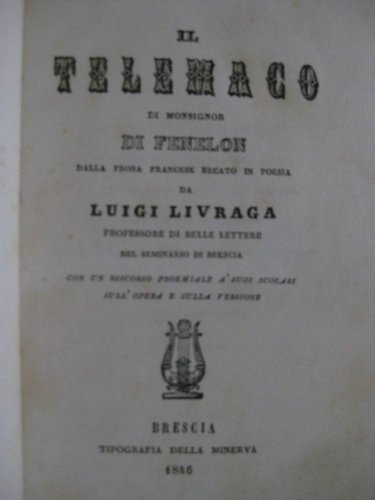 IL
TELEMACO
DI MONSIGNOR
DI FENELON
DALLA PROSA FRANCESE RECATO IN POESIA
DA
LUIGI LIVRAGA
PROFESSORE DI BELLE LETTERE
NEL SEMINARIO DI BRESCIA
CON UN DISCORSO PROEMIALE A' SUOI SCOLARI
SULL' OPERA E SULLA VERSIONE
BRESCIA
TIPOGRAFIA DELLA MINERVA
1846